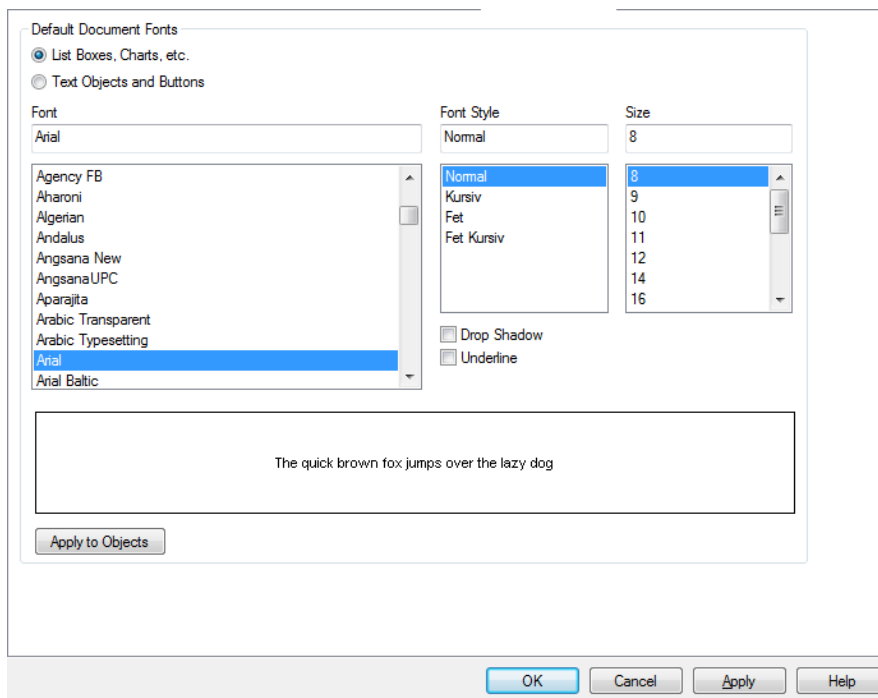 Default Document Fonts
List Boxes, Charts, etc.
Text Objects and Buttons
Font
Font Style
Size
Arial
Normal
8
Agency FB
Aharoni
Algerian
Andalus
Angsana New
AngsanaUPC
Aparajita
Arabic Transparent
Arabic Typesetting
Arial
Arial Baltic
Normal
Kursiv
Fet
Fet Kursiv
8
9
10
11
12
14
16
Drop Shadow
Underline
The quick brown fox jumps over the lazy dog
Apply to Objects
OK
Cancel
Apply
Help